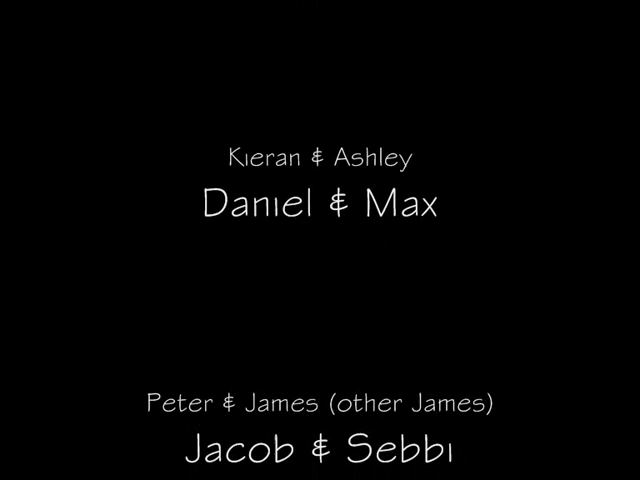 Kieran & Ashley
Daniel & Max
Peter & James (other James)
Jacob & Sebbi